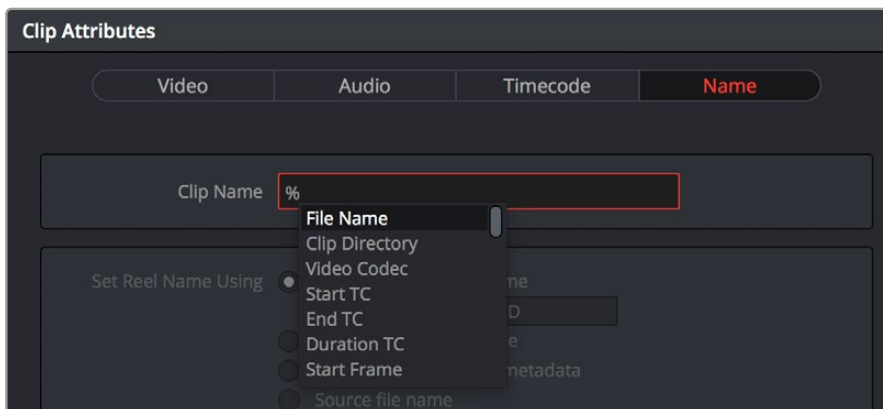 Clip Attributes
Video Audio Timecode Name
Clip Name %
File Name
Clip Directory
Video Codec
Set Reel Name Using me
Start TC
D
End TC
Duration TC e
Start Frame metadata
Source file name